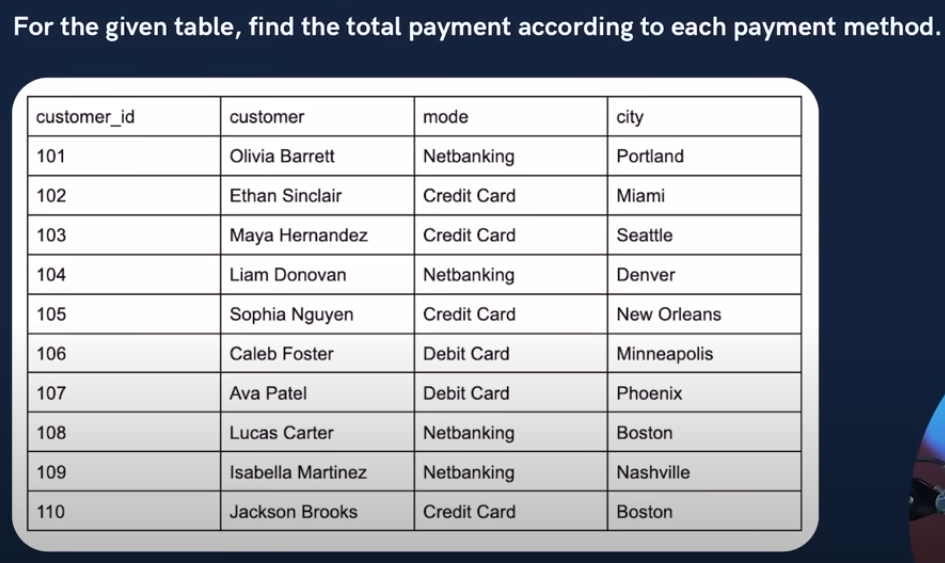 For the given table, find the total payment according to each payment method.
customer_id customer mode city
101 Olivia Barrett Netbanking Portland
102 Ethan Sinclair Credit Card Miami
103 Maya Hernandez Credit Card Seattle
104 Liam Donovan Netbanking Denver
105 Sophia Nguyen Credit Card New Orleans
106 Caleb Foster Debit Card Minneapolis
107 Ava Patel Debit Card Phoenix
108 Lucas Carter Netbanking Boston
109 Isabella Martinez Netbanking Nashville
110 Jackson Brooks Credit Card Boston